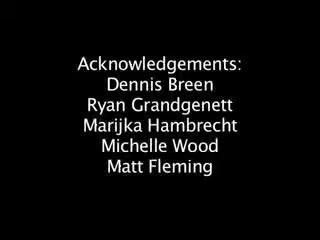 Acknowledgements:
Dennis Breen
Ryan Grandgenett
Marijka Hambrecht
Michelle Wood
Matt Fleming